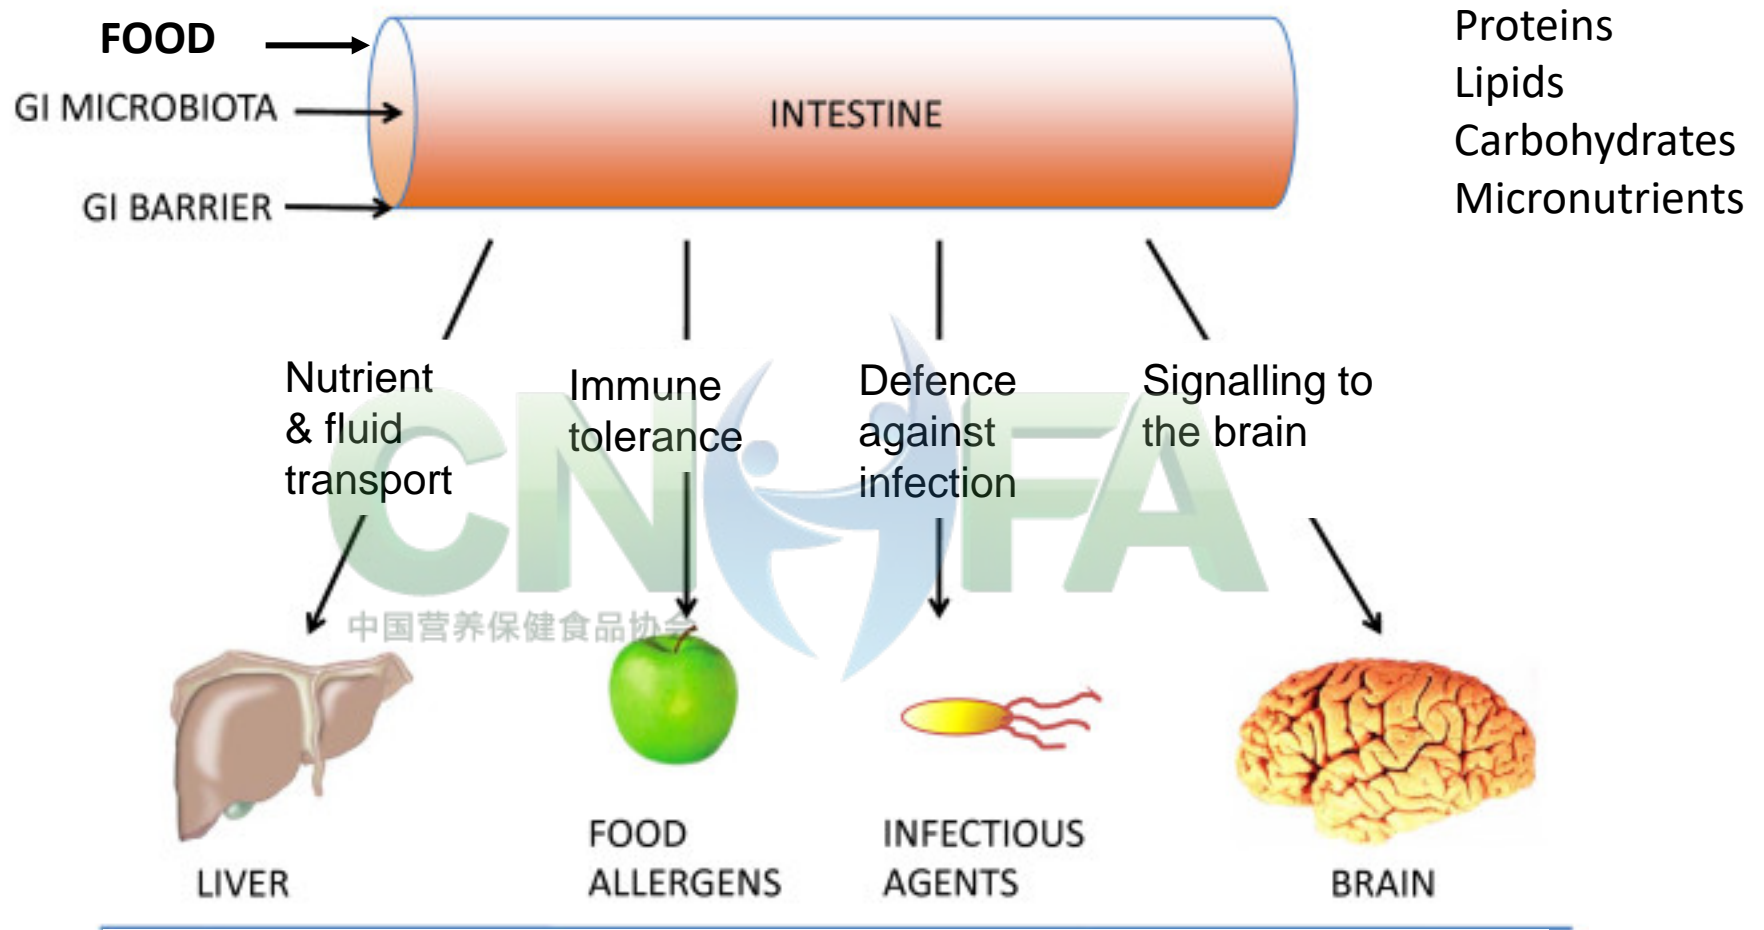 FOOD
GI MICROBIOTA
GI BARRIER
INTESTINE
Proteins
Lipids
Carbohydrates
Micronutrients
Nutrient
& fluid
transport
Immune
tolerance
Defence
against
infection
Signalling to
the brain
CNHFA
中国营养保健食品协会
LIVER
FOOD
ALLERGENS
INFECTIOUS
AGENTS
BRAIN